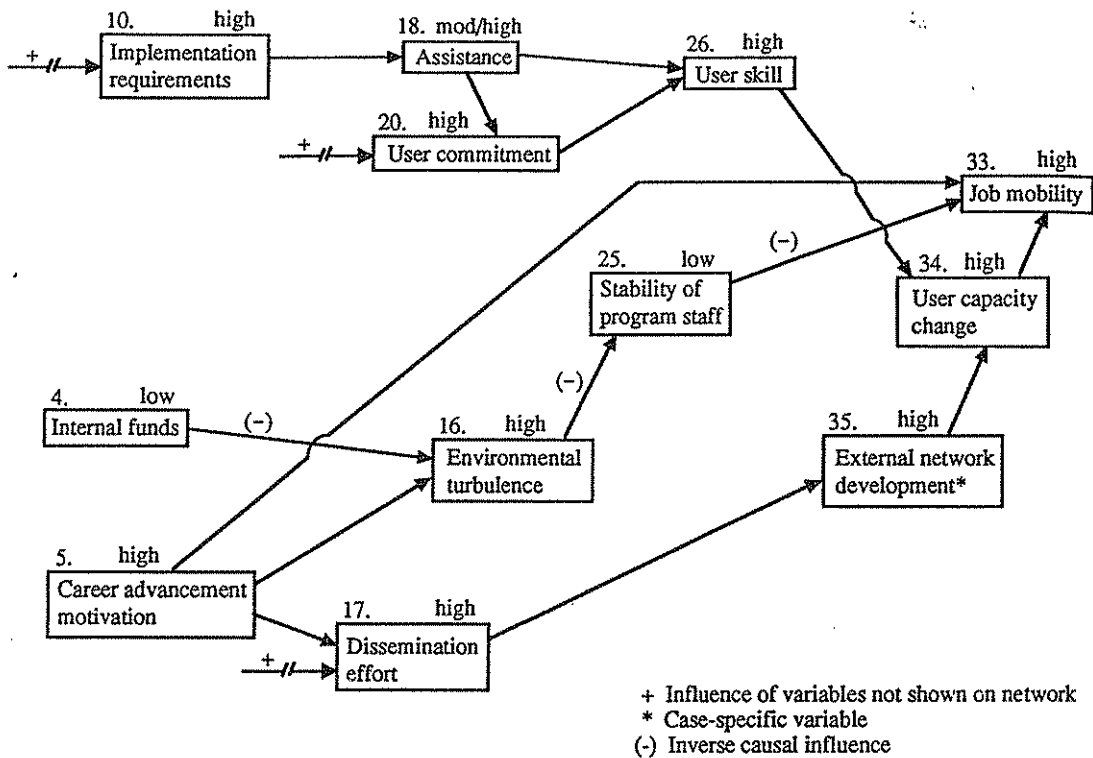 10. high
+
Implementation
requirements
18. mod/high
Assistance
26. high
User skill
20. high
+
User commitment
33. high
Job mobility
(-)
25. low
Stability of
program staff
34. high
User capacity
change
(-)
4. low
Internal funds
(-)
16. high
Environmental
turbulence
35. high
External network
development*
5. high
Career advancement
motivation
17. high
+
Dissemination
effort
+ Influence of variables not shown on network
* Case-specific variable
(-) Inverse causal influence